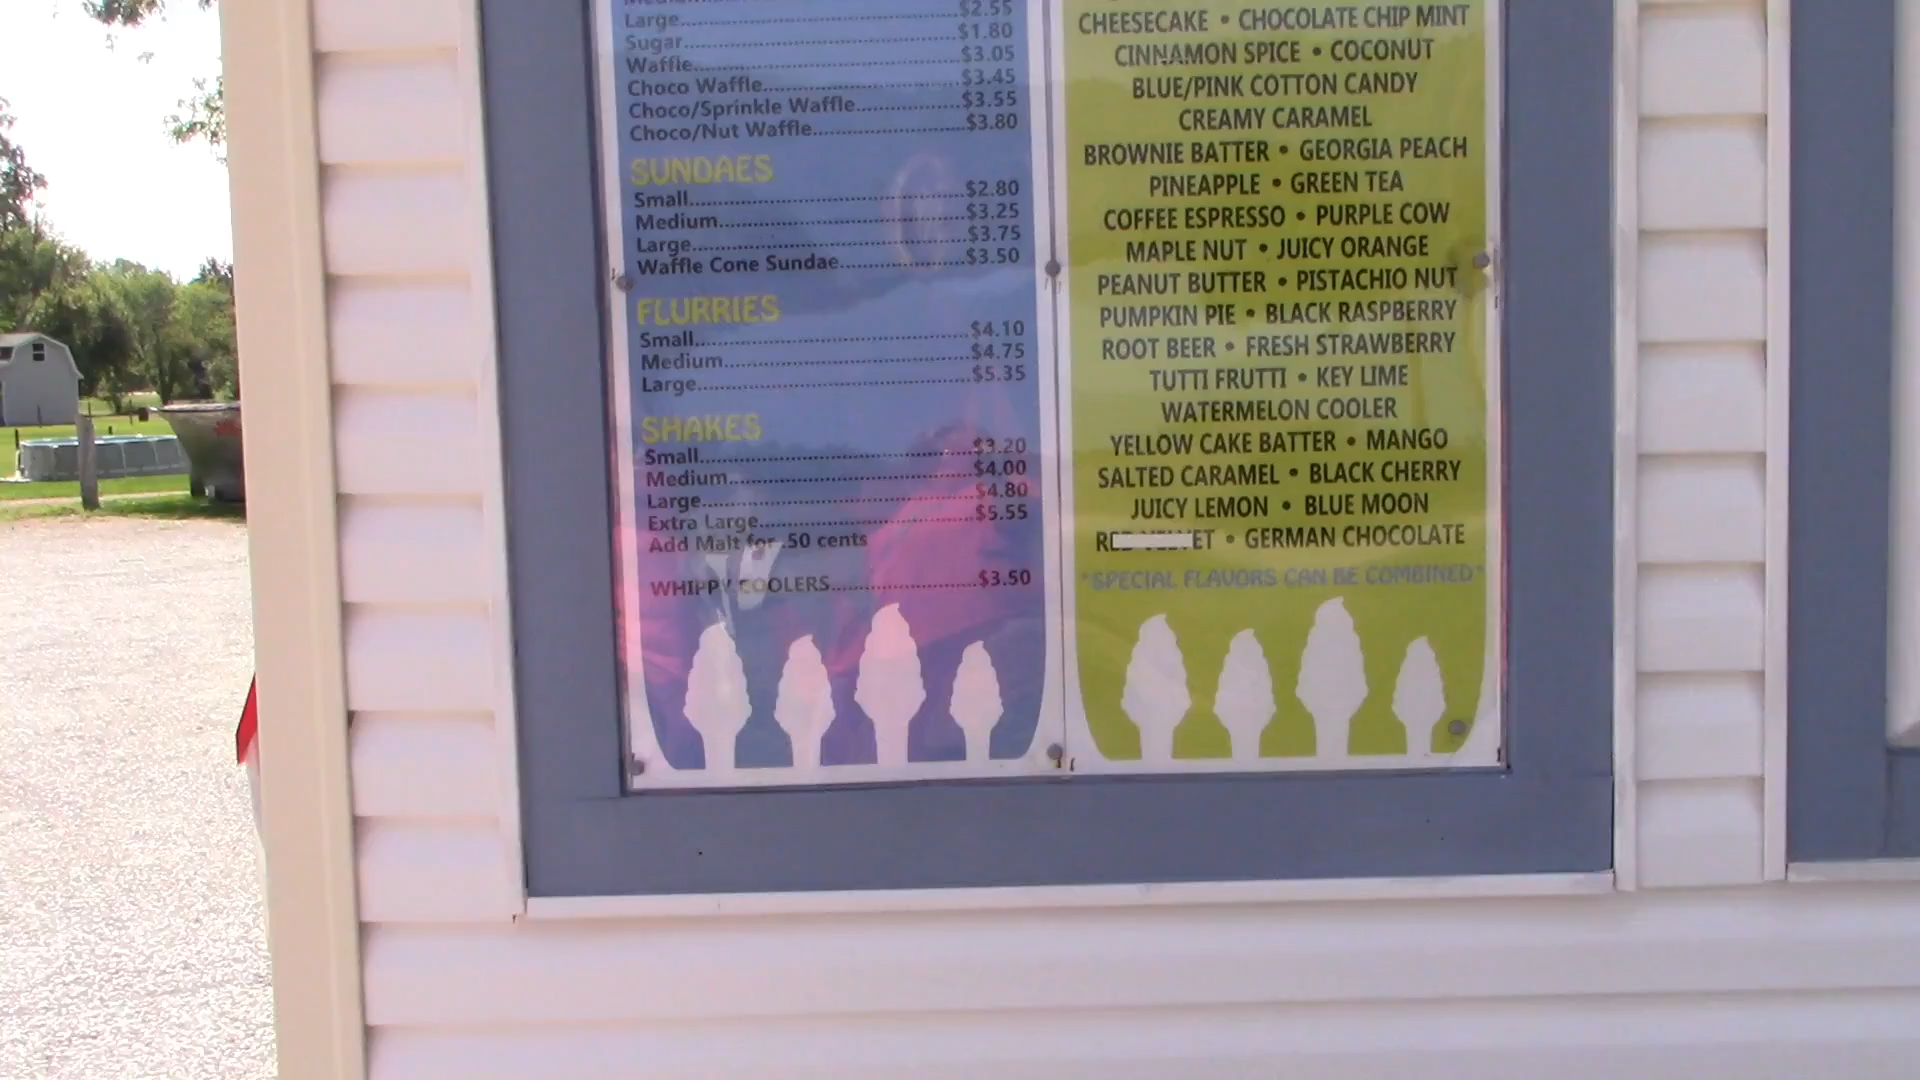 Large..........$2.55
Sugar..........$1.80
Waffle..........$3.05
Choco Waffle..........$3.45
Choco/Sprinkle Waffle..........$3.55
Choco/Nut Waffle..........$3.80
SUNDAES
Small..........$2.80
Medium..........$3.25
Large..........$3.75
Waffle Cone Sundae..........$3.50
FLURRIES
Small..........$4.10
Medium..........$4.75
Large..........$5.35
SHAKES
Small..........$3.20
Medium..........$4.00
Large..........$4.80
Extra Large..........$5.55
Add Malt for .50 cents
WHIPPY COOLERS..........$3.50
CHEESECAKE • CHOCOLATE CHIP MINT
CINNAMON SPICE • COCONUT
BLUE/PINK COTTON CANDY
CREAMY CARAMEL
BROWNIE BATTER • GEORGIA PEACH
PINEAPPLE • GREEN TEA
COFFEE ESPRESSO • PURPLE COW
MAPLE NUT • JUICY ORANGE
PEANUT BUTTER • PISTACHIO NUT
PUMPKIN PIE • BLACK RASPBERRY
ROOT BEER • FRESH STRAWBERRY
TUTTI FRUTTI • KEY LIME
WATERMELON COOLER
YELLOW CAKE BATTER • MANGO
SALTED CARAMEL • BLACK CHERRY
JUICY LEMON • BLUE MOON
RED VELVET • GERMAN CHOCOLATE
*SPECIAL FLAVORS CAN BE COMBINED*